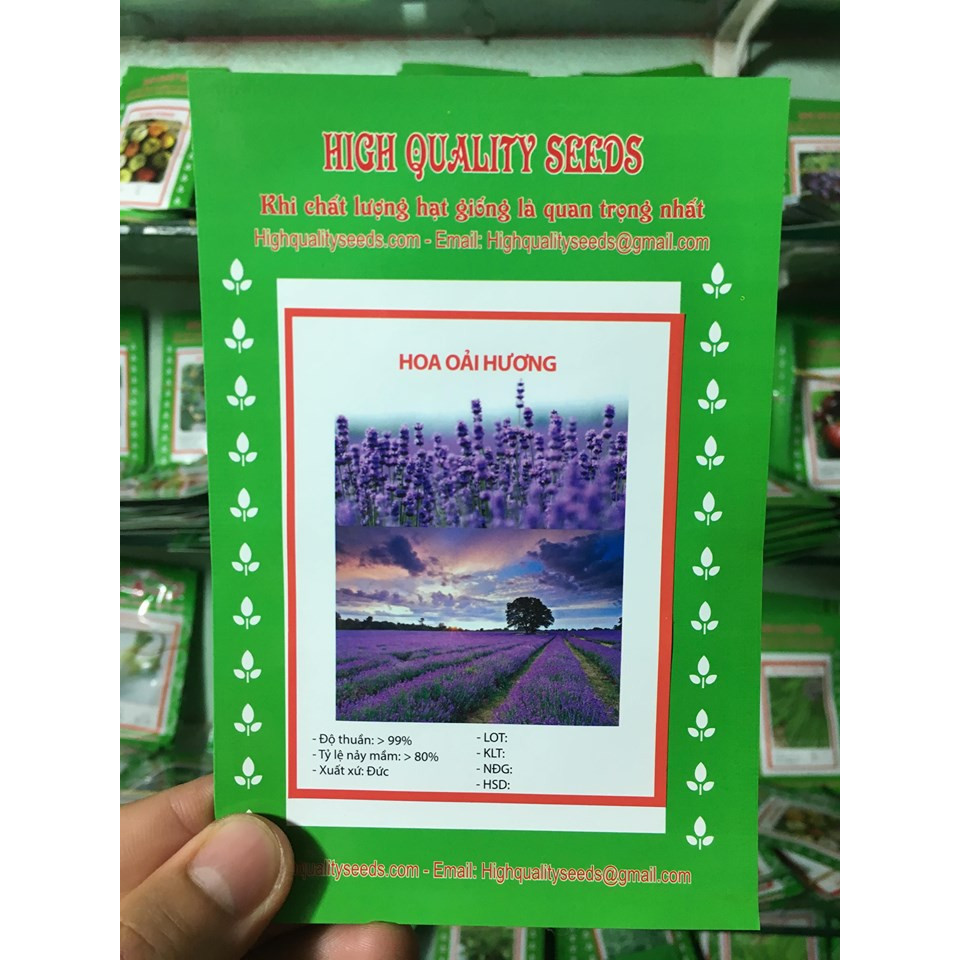 HIGH QUALITY SEEDS
Khi chất lượng hạt giống là quan trọng nhất
Highqualityseeds.com - Email: Highqualityseeds@gmail.com
HOA OẢI HƯƠNG
- Độ thuần: > 99%
- Tỷ lệ nảy mầm: > 80%
- Xuất xứ: Đức
- LOT:
- KLT:
- NĐG:
- HSD:
qualityseeds.com - Email: Highqualityseeds@gmail.com